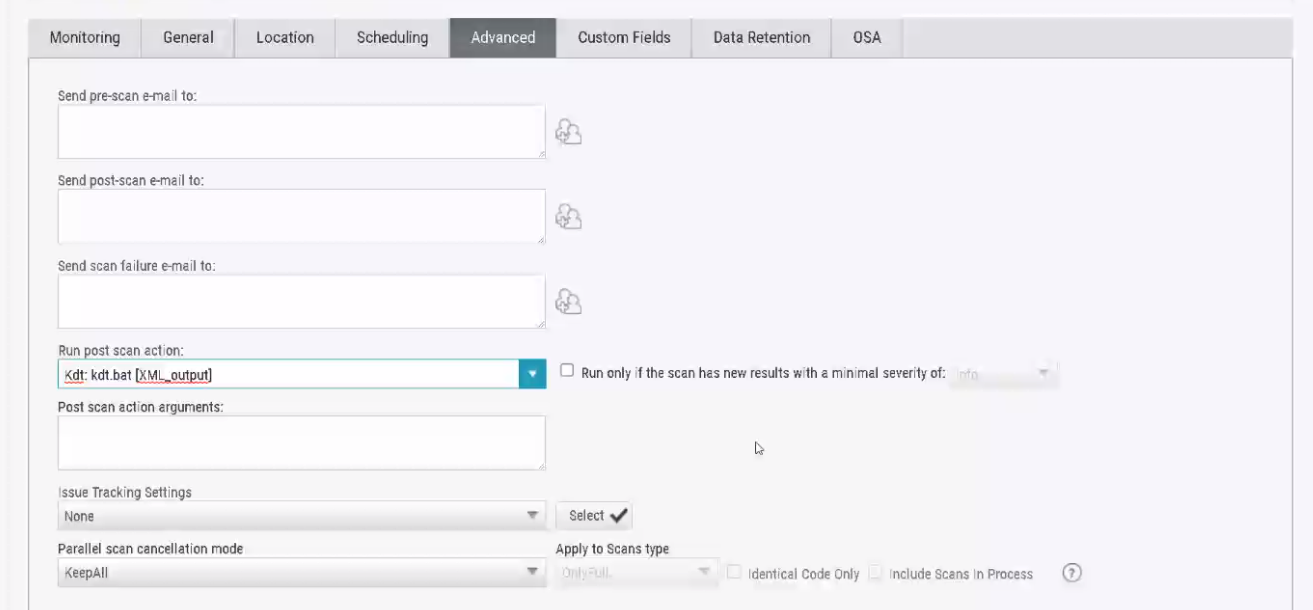 Monitoring General Location Scheduling Advanced Custom Fields Data Retention OSA
Send pre-scan e-mail to:
Send post-scan e-mail to:
Send scan failure e-mail to:
Run post scan action:
Kdt: kdt.bat [XML_output]
Run only if the scan has new results with a minimal severity of: Info
Post scan action arguments:
Issue Tracking Settings
None Select
Parallel scan cancellation mode Apply to Scans type
KeepAll OnlyFull Identical Code Only Include Scans In Process ?